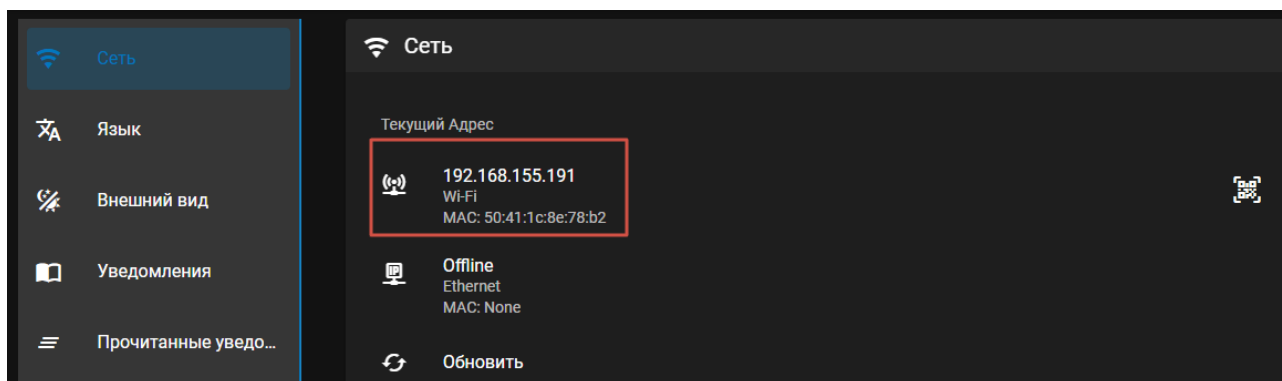 Сеть
Сеть
Язык
Внешний вид
Уведомления
Прочитанные уведо...
Текущий Адрес
192.168.155.191
Wi-Fi
MAC: 50:41:1c:8e:78:b2
Offline
Ethernet
MAC: None
Обновить